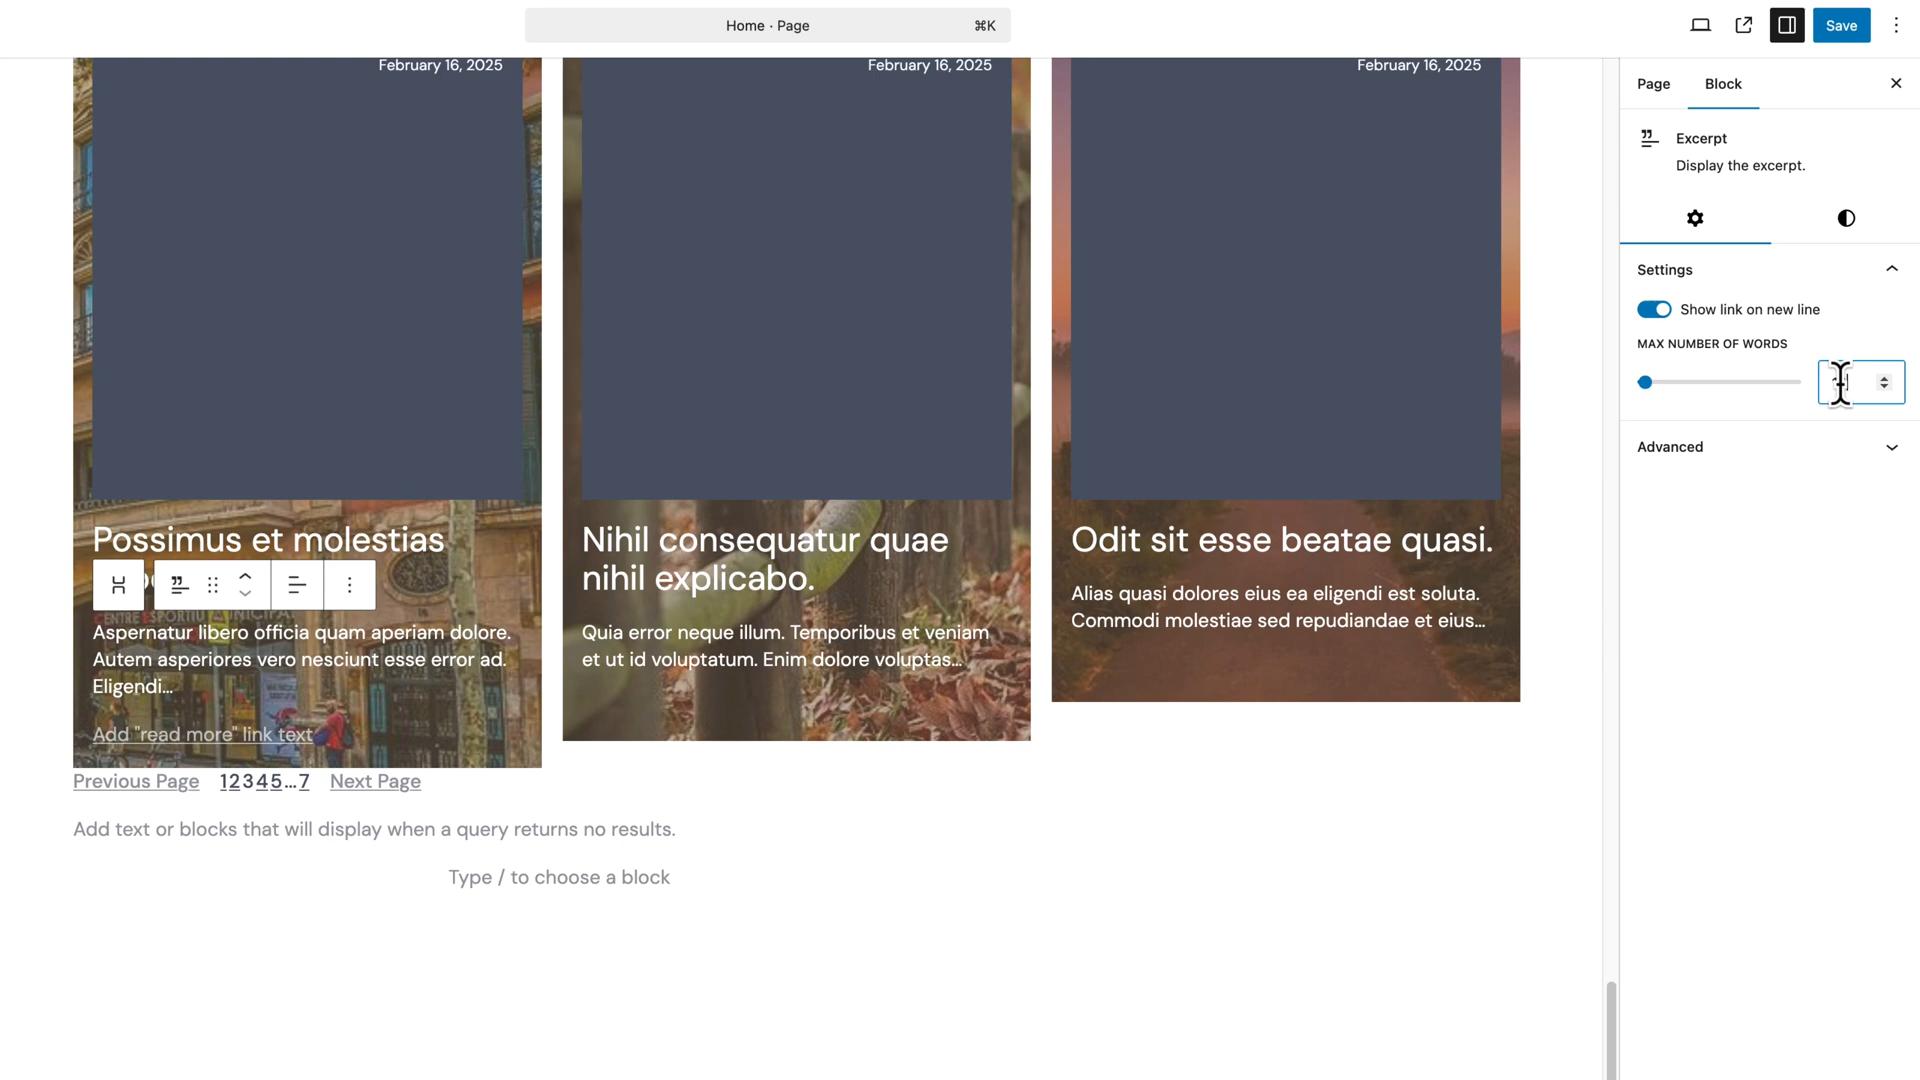 Home · Page ⌘K
Save
February 16, 2025
February 16, 2025
February 16, 2025
Page Block
Excerpt
Display the excerpt.
Settings
Show link on new line
MAX NUMBER OF WORDS
Advanced
Possimus et molestias
Aspernatur libero officia quam aperiam dolore.
Autem asperiores vero nesciunt esse error ad.
Eligendi...
Add "read more" link text
Nihil consequatur quae
nihil explicabo.
Quia error neque illum. Temporibus et veniam
et ut id voluptatum. Enim dolore voluptas...
Odit sit esse beatae quasi.
Alias quasi dolores eius ea eligendi est soluta.
Commodi molestiae sed repudiandae et eius...
Previous Page 12345...7 Next Page
Add text or blocks that will display when a query returns no results.
Type / to choose a block